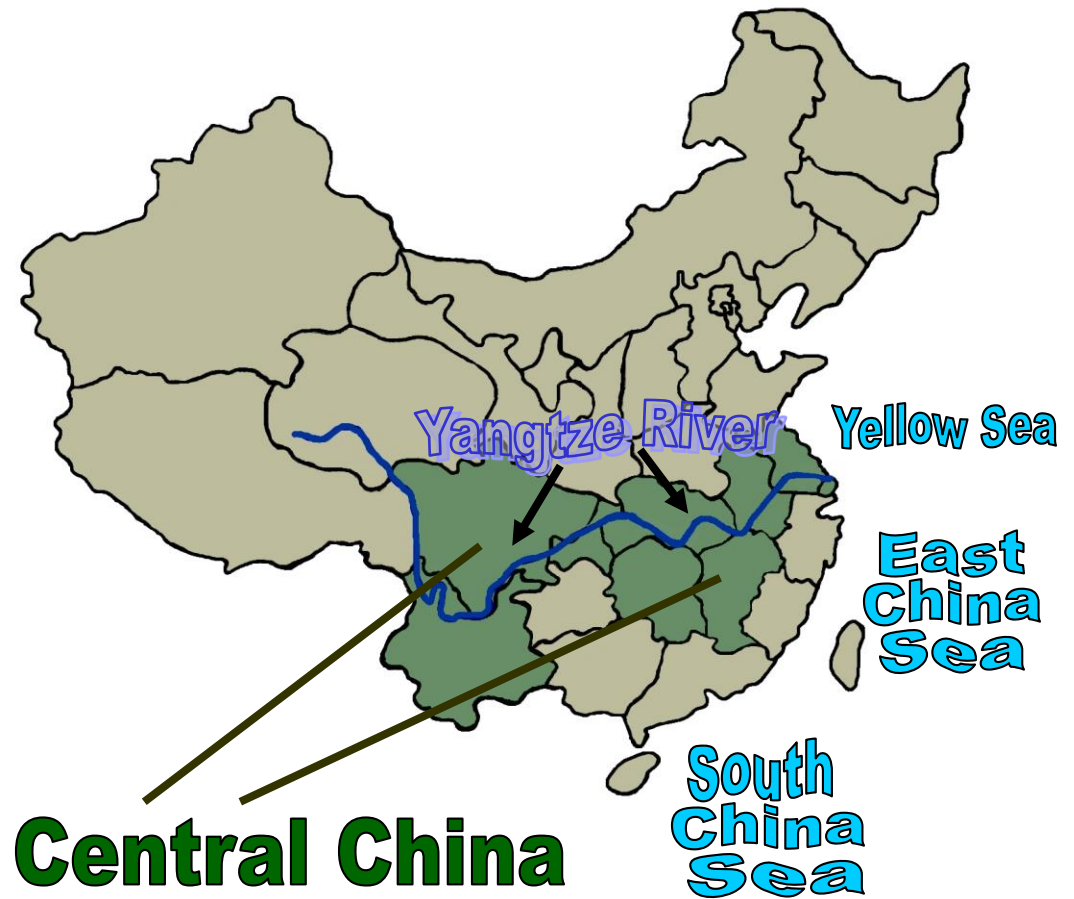 Yangtze River
Yellow Sea
East
China
Sea
South
China
Sea
Central China